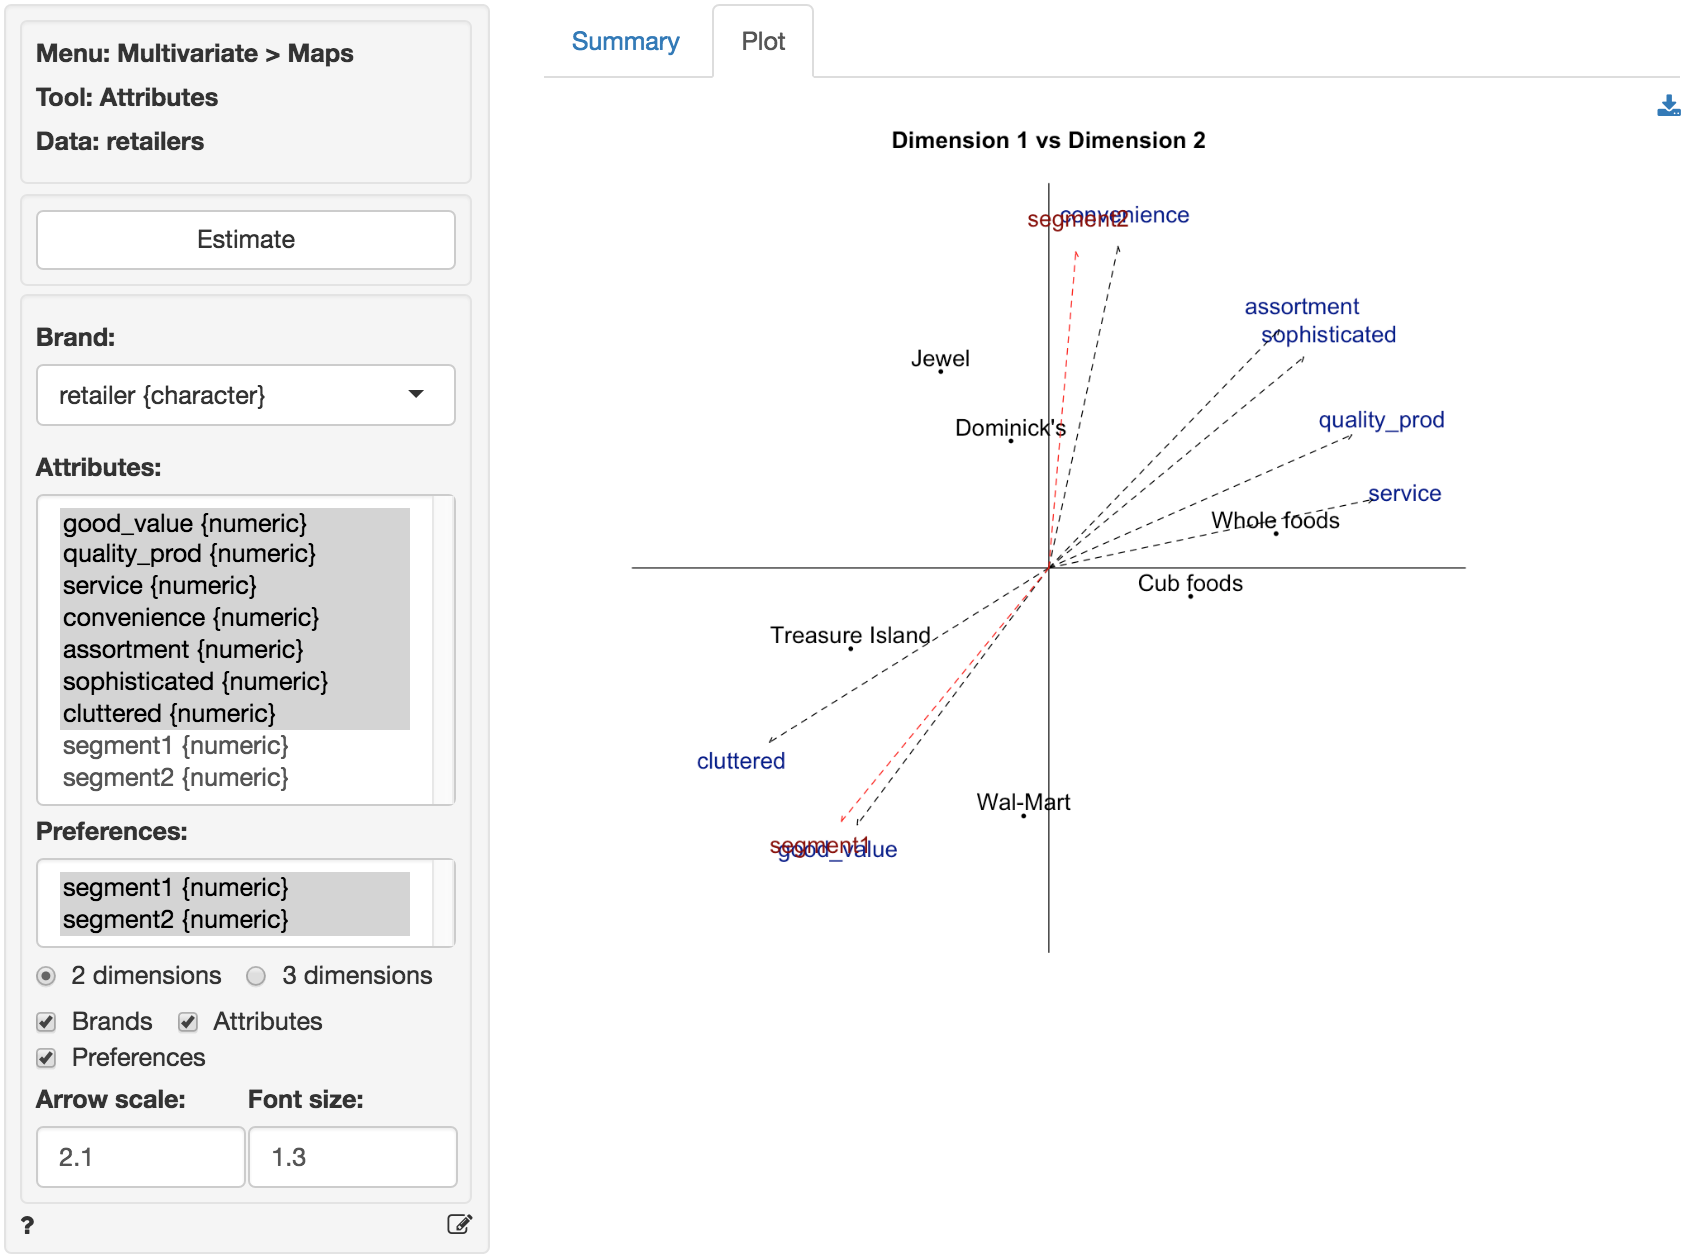 Menu: Multivariate > Maps
Tool: Attributes
Data: retailers
Estimate
Brand:
retailer {character}
Attributes:
good_value {numeric}
quality_prod {numeric}
service {numeric}
convenience {numeric}
assortment {numeric}
sophisticated {numeric}
cluttered {numeric}
segment1 {numeric}
segment2 {numeric}
Preferences:
segment1 {numeric}
segment2 {numeric}
2 dimensions 3 dimensions
Brands Attributes
Preferences
Arrow scale: Font size:
2.1 1.3
?
Summary Plot
Dimension 1 vs Dimension 2
segment2 convenience
assortment
sophisticated
Jewel
Dominick's
quality_prod
service
Whole foods
Cub foods
Treasure Island
cluttered
Wal-Mart
segment1
good_value